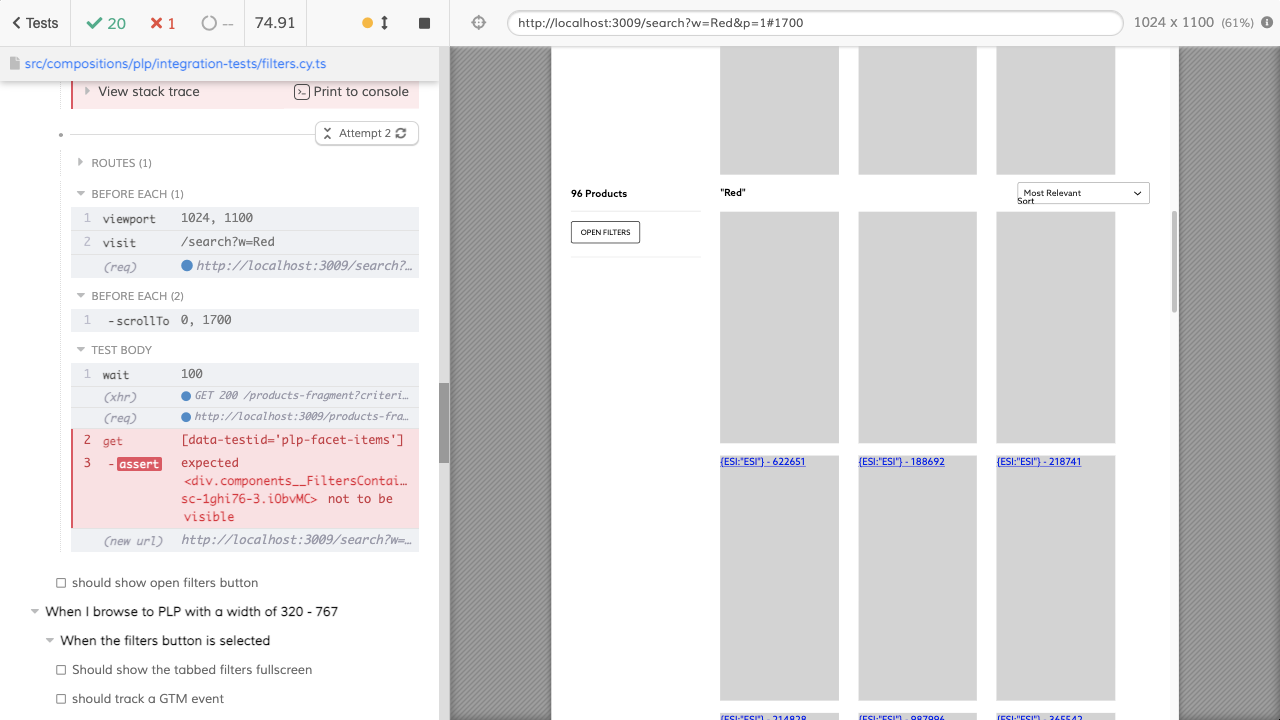 Tests
20
1
--
74.91
http://localhost:3009/search?w=Red&p=1#1700
1024 x 1100 (61%)
src/compositions/plp/integration-tests/filters.cy.ts
View stack trace
Print to console
Attempt 2
ROUTES (1)
BEFORE EACH (1)
1 viewport 1024, 1100
2 visit /search?w=Red
(req) http://localhost:3009/search?…
BEFORE EACH (2)
1 -scrollTo 0, 1700
TEST BODY
1 wait 100
(xhr) GET 200 /products-fragment?criteri…
(req) http://localhost:3009/products-fra…
2 get [data-testid='plp-facet-items']
3 -assert expected
<div.components__FiltersContai…
sc-1ghi76-3.iObvMC> not to be
visible
(new url) http://localhost:3009/search?w=…
should show open filters button
When I browse to PLP with a width of 320 - 767
When the filters button is selected
Should show the tabbed filters fullscreen
should track a GTM event
96 Products
"Red"
Most Relevant
Sort
OPEN FILTERS
{ESI:"ESI"} - 622651
{ESI:"ESI"} - 188692
{ESI:"ESI"} - 218741
{ESI:"ESI"} - 214828
{ESI:"ESI"} - 987996
{ESI:"ESI"} - 365542